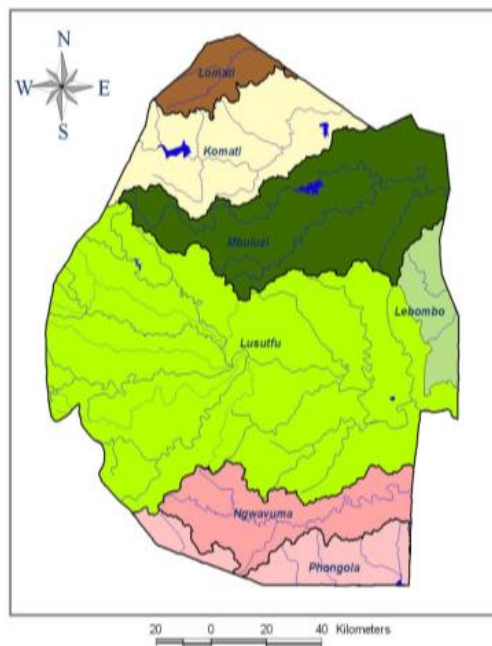 N
W E
S
Lomati
Komati
Mbuluzi
Lebombo
Lusutfu
Ngwavuma
Phongola
20 0 20 40 Kilometers